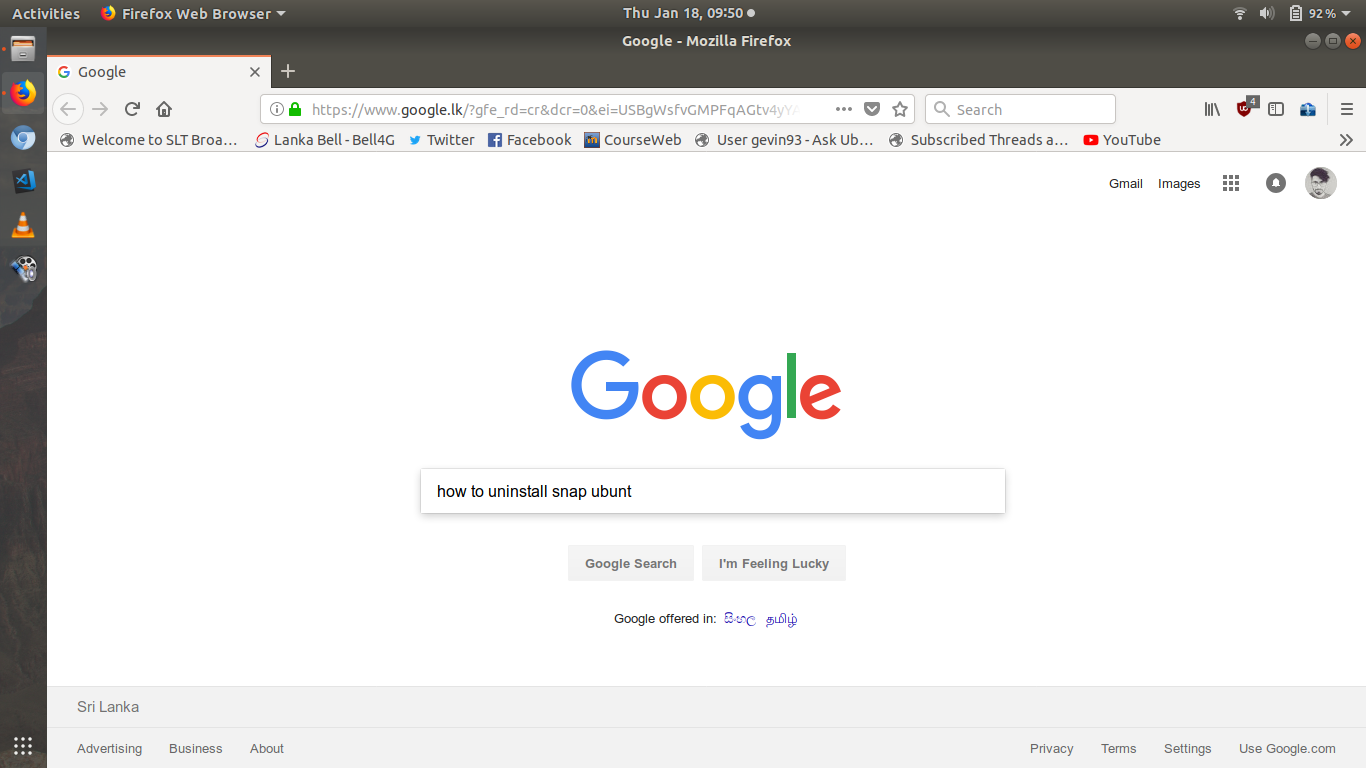 Activities Firefox Web Browser Thu Jan 18, 09:50 92%
Google - Mozilla Firefox
Google
https://www.google.lk/?gfe_rd=cr&dcr=0&ei=USBgWsfvGMPFqAGtv4yYA Search 4
Welcome to SLT Broa... Lanka Bell - Bell4G Twitter Facebook CourseWeb User gevin93 - Ask Ub... Subscribed Threads a... YouTube
Gmail Images
Google
how to uninstall snap ubunt
Google Search I'm Feeling Lucky
Google offered in: සිංහල தமிழ்
Sri Lanka
Advertising Business About Privacy Terms Settings Use Google.com